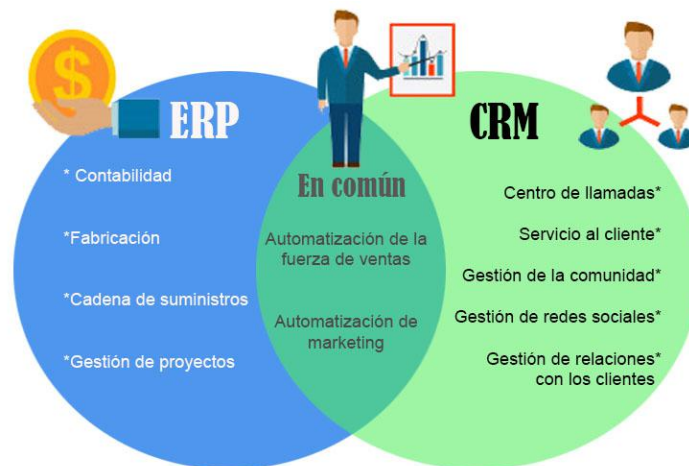 ERP
* Contabilidad
*Fabricación
*Cadena de suministros
*Gestión de proyectos
En común
Automatización de la
fuerza de ventas
Automatización de
marketing
CRM
Centro de llamadas*
Servicio al cliente*
Gestión de la comunidad*
Gestión de redes sociales*
Gestión de relaciones*
con los clientes